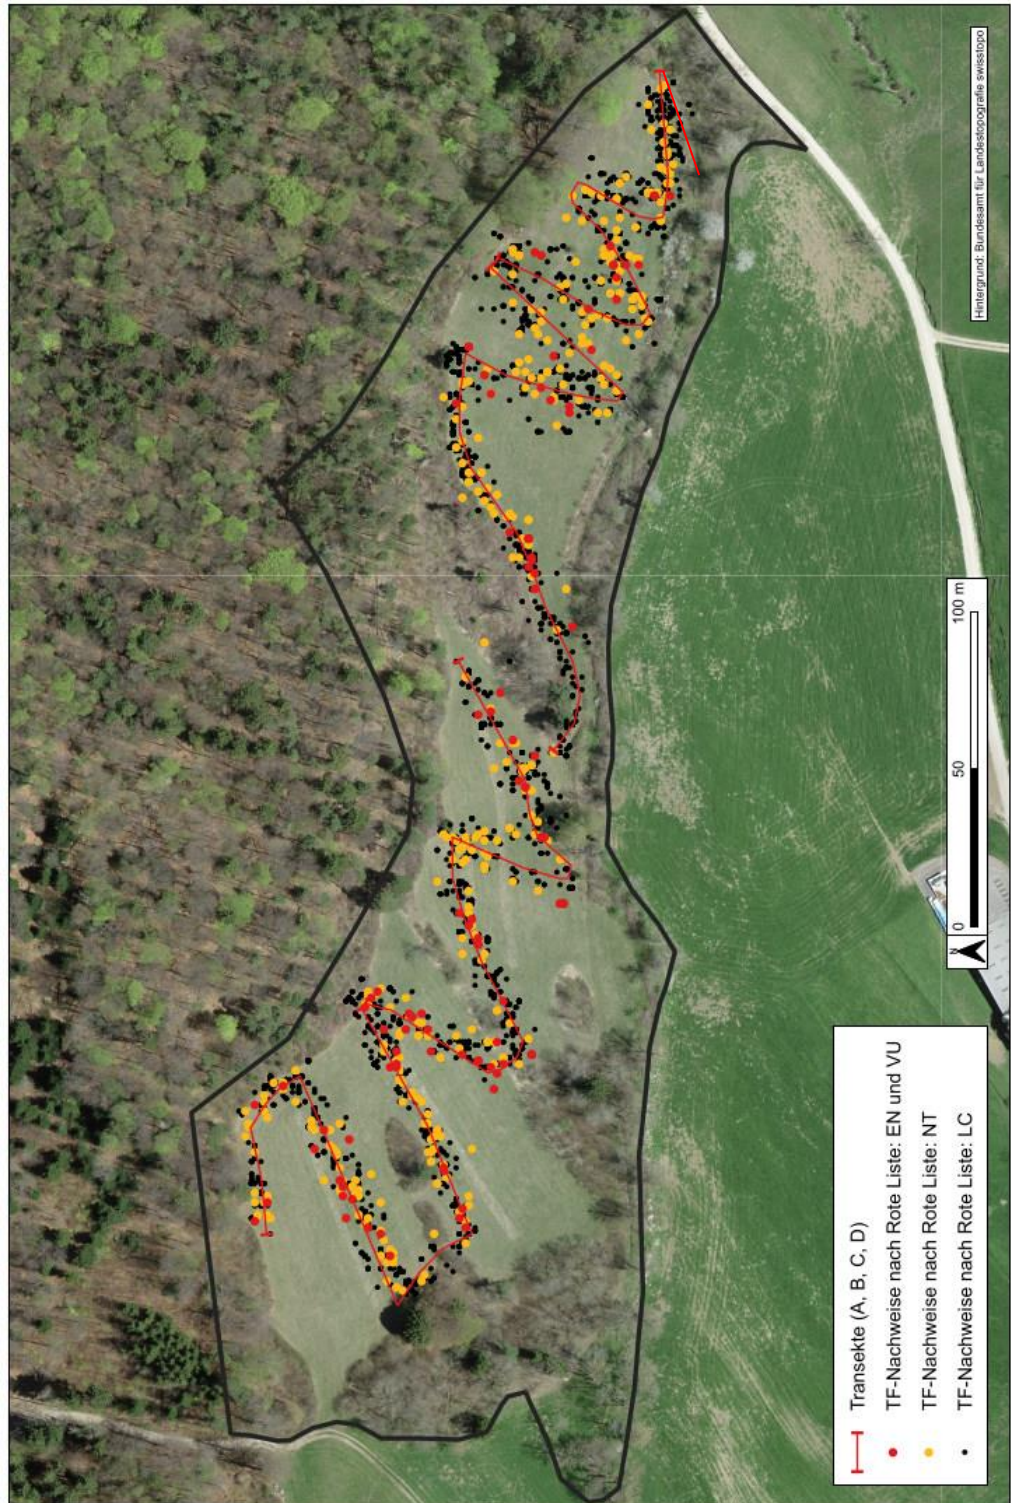 Transekte (A, B, C, D)
TF-Nachweise nach Rote Liste: EN und VU
TF-Nachweise nach Rote Liste: NT
TF-Nachweise nach Rote Liste: LC
N
0 50 100 m
Hintergrund: Bundesamt für Landestopografie swisstopo